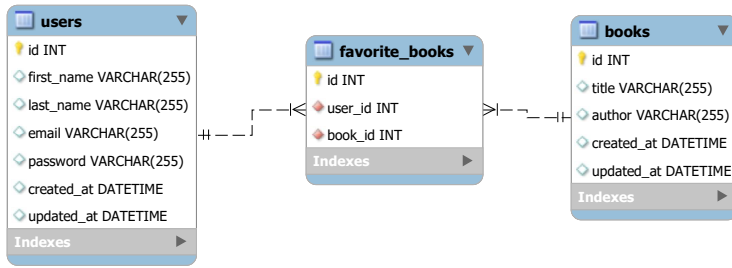 users
id INT
first_name VARCHAR(255)
last_name VARCHAR(255)
email VARCHAR(255)
password VARCHAR(255)
created_at DATETIME
updated_at DATETIME
Indexes
favorite_books
id INT
user_id INT
book_id INT
Indexes
books
id INT
title VARCHAR(255)
author VARCHAR(255)
created_at DATETIME
updated_at DATETIME
Indexes